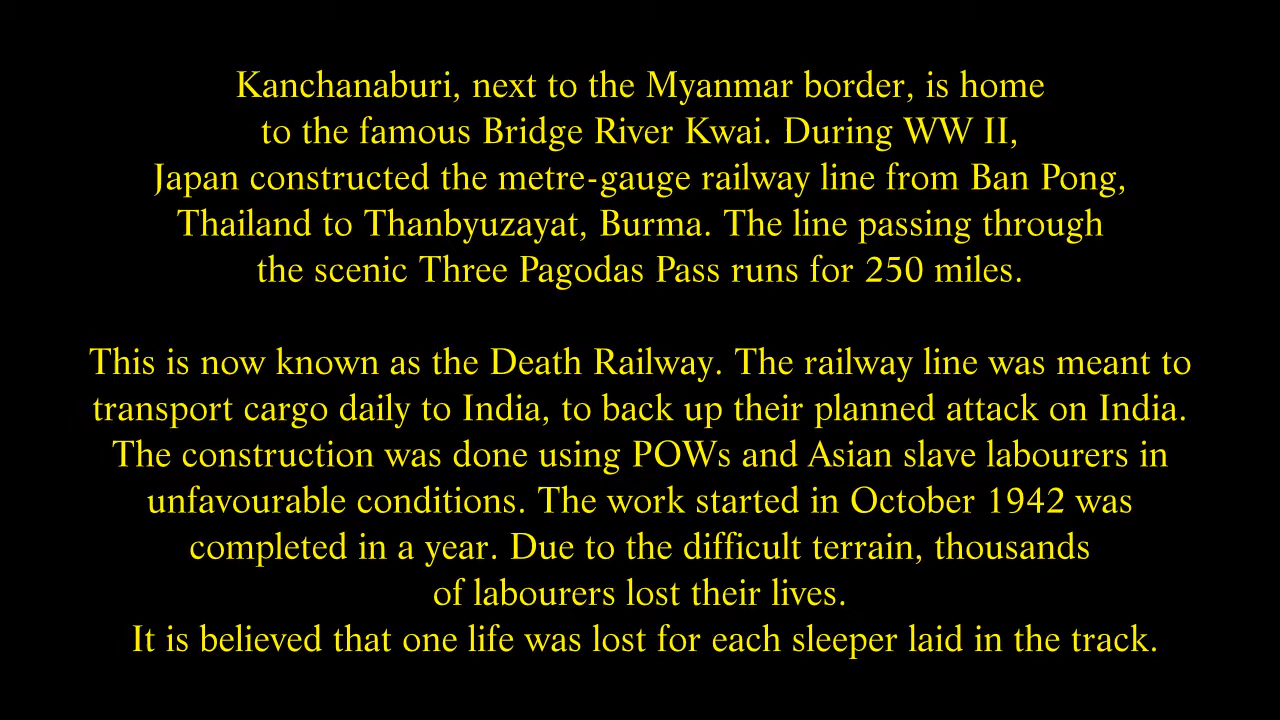 Kanchanaburi, next to the Myanmar border, is home
to the famous Bridge River Kwai. During WW II,
Japan constructed the metre-gauge railway line from Ban Pong,
Thailand to Thanbyuzayat, Burma. The line passing through
the scenic Three Pagodas Pass runs for 250 miles.
This is now known as the Death Railway. The railway line was meant to
transport cargo daily to India, to back up their planned attack on India.
The construction was done using POWs and Asian slave labourers in
unfavourable conditions. The work started in October 1942 was
completed in a year. Due to the difficult terrain, thousands
of labourers lost their lives.
It is believed that one life was lost for each sleeper laid in the track.